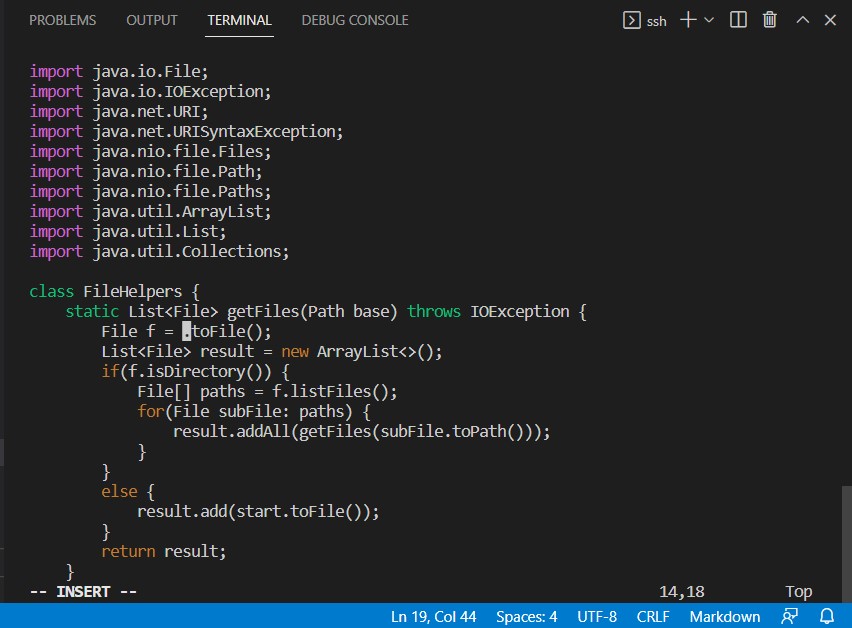 PROBLEMS OUTPUT TERMINAL DEBUG CONSOLE ssh
import java.io.File;
import java.io.IOException;
import java.net.URI;
import java.net.URISyntaxException;
import java.nio.file.Files;
import java.nio.file.Path;
import java.nio.file.Paths;
import java.util.ArrayList;
import java.util.List;
import java.util.Collections;

class FileHelpers {
    static List<File> getFiles(Path base) throws IOException {
        File f = .toFile();
        List<File> result = new ArrayList<>();
        if(f.isDirectory()) {
            File[] paths = f.listFiles();
            for(File subFile: paths) {
                result.addAll(getFiles(subFile.toPath()));
            }
        }
        else {
            result.add(start.toFile());
        }
        return result;
    }
-- INSERT -- 14,18 Top
Ln 19, Col 44 Spaces: 4 UTF-8 CRLF Markdown